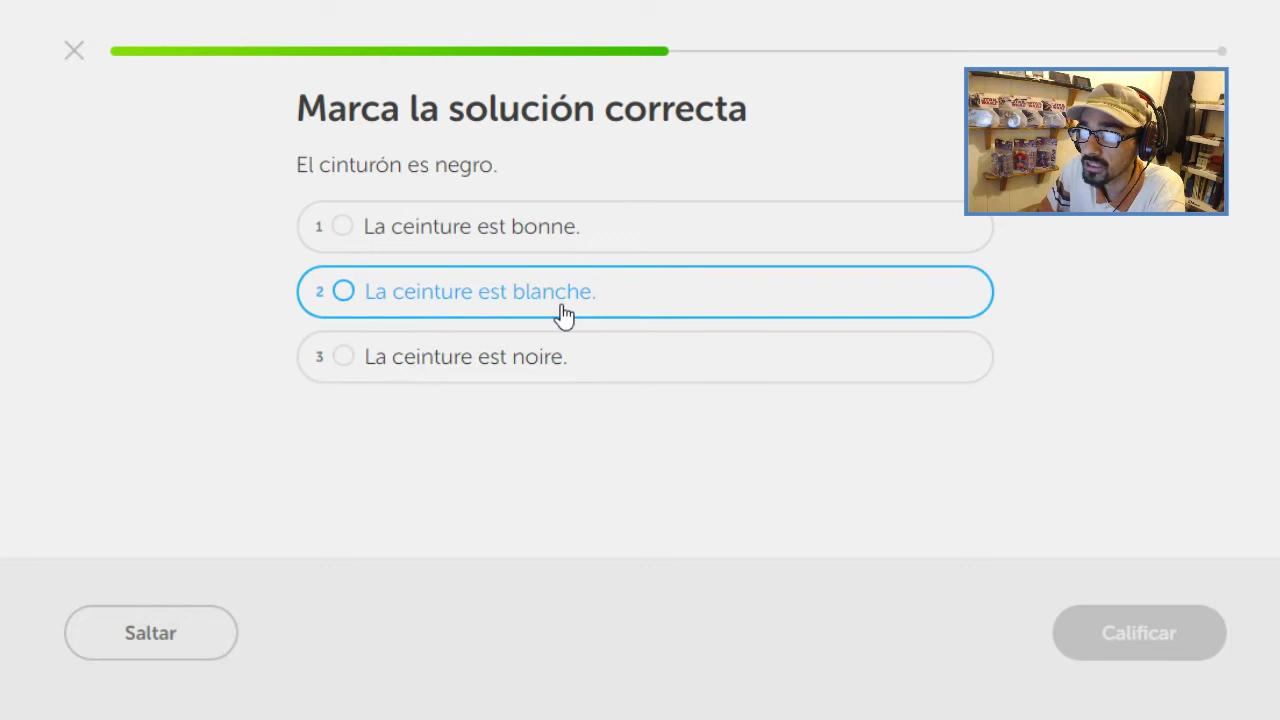 Marca la solución correcta
El cinturón es negro.
1 La ceinture est bonne.
2 La ceinture est blanche.
3 La ceinture est noire.
Saltar
Calificar